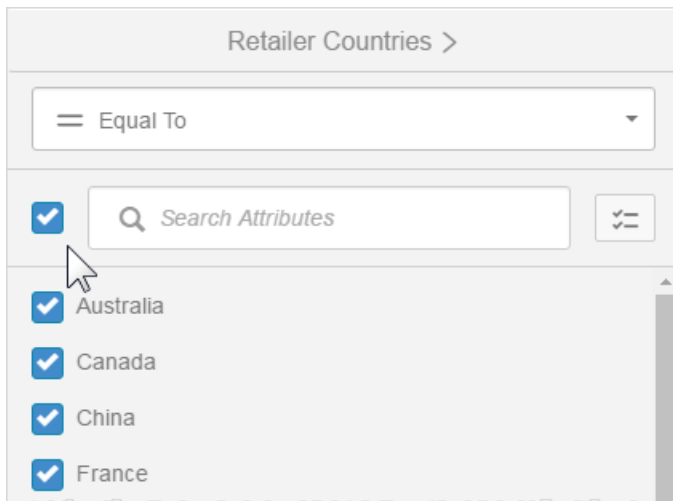 Retailer Countries >
= Equal To
Search Attributes
Australia
Canada
China
France